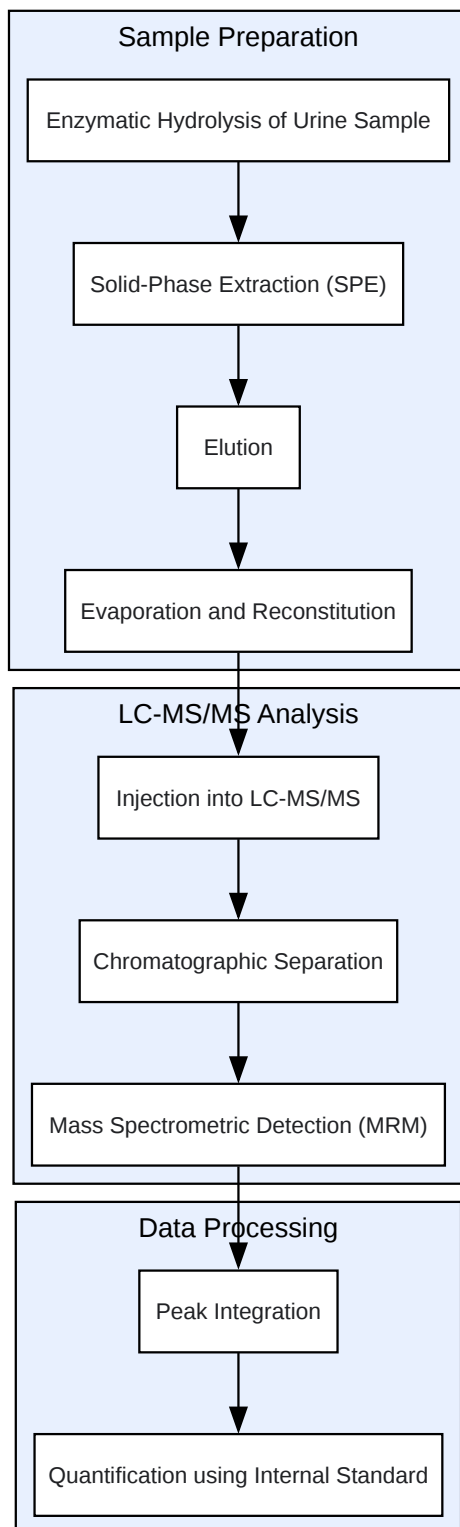 Sample Preparation
Enzymatic Hydrolysis of Urine Sample
Solid-Phase Extraction (SPE)
Elution
Evaporation and Reconstitution
LC-MS/MS Analysis
Injection into LC-MS/MS
Chromatographic Separation
Mass Spectrometric Detection (MRM)
Data Processing
Peak Integration
Quantification using Internal Standard